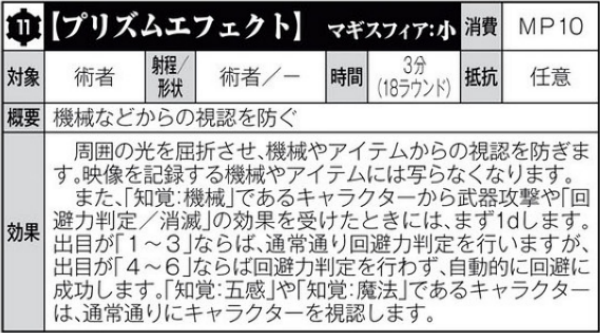 11 【プリズムエフェクト】 マギスフィア:小 消費 MP10
対象 術者 射程/形状 術者/ー 時間 3分(18ラウンド) 抵抗 任意
概要 機械などからの視認を防ぐ
効果
周囲の光を屈折させ、機械やアイテムからの視認を防ぎま
す。映像を記録する機械やアイテムには写らなくなります。
また、「知覚:機械」であるキャラクターから武器攻撃や「回
避力判定/消滅」の効果を受けたときには、まず1dします。
出目が「1~3」ならば、通常通り回避力判定を行いますが、
出目が「4~6」ならば回避力判定を行わず、自動的に回避に
成功します。「知覚:五感」や「知覚:魔法」であるキャラクター
は、通常通りにキャラクターを視認します。